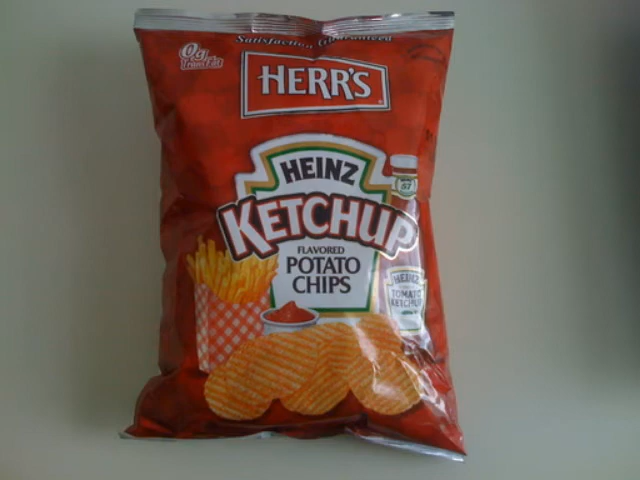 Satisfaction Guaranteed
0g
Trans Fat
HERR'S
HEINZ
57
KETCHUP
FLAVORED
POTATO
CHIPS
HEINZ
TOMATO
KETCHUP